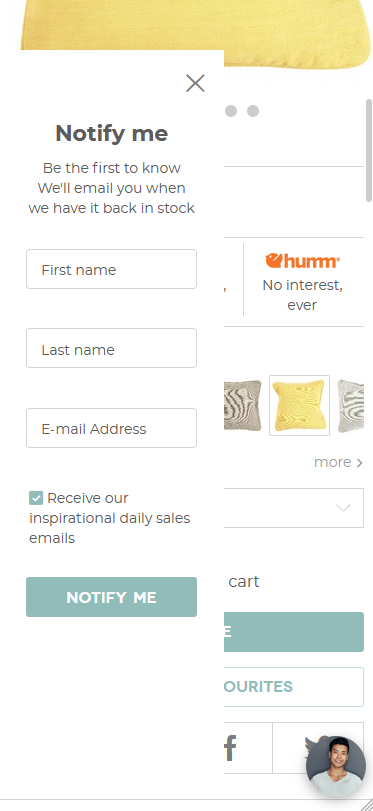 Notify me
Be the first to know
We'll email you when
we have it back in stock
First name
Last name
E-mail Address
Receive our
inspirational daily sales
emails
NOTIFY ME
humm
No interest,
ever
more
cart
OURITES